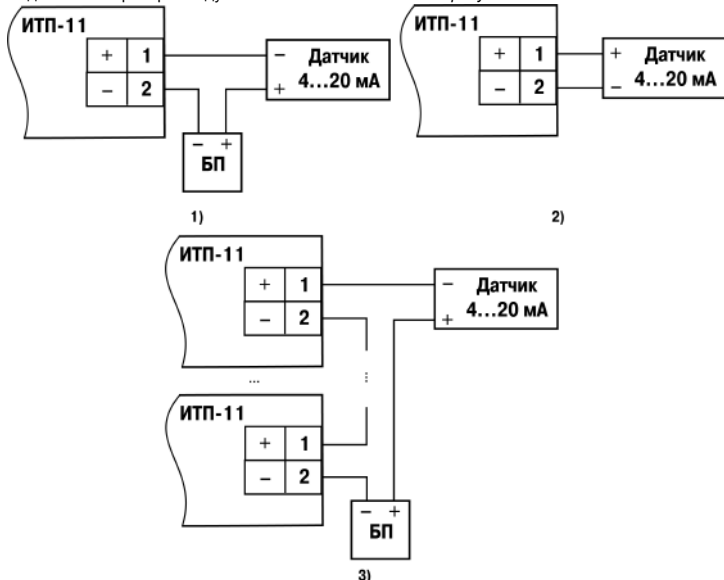 ИТП-11
+ 1
– 2
– Датчик
+ 4...20 мА
– +
БП
1)
ИТП-11
+ 1
– 2
+ Датчик
– 4...20 мА
2)
ИТП-11
+ 1
– 2
– Датчик
+ 4...20 мА
...
...
ИТП-11
+ 1
– 2
– +
БП
3)